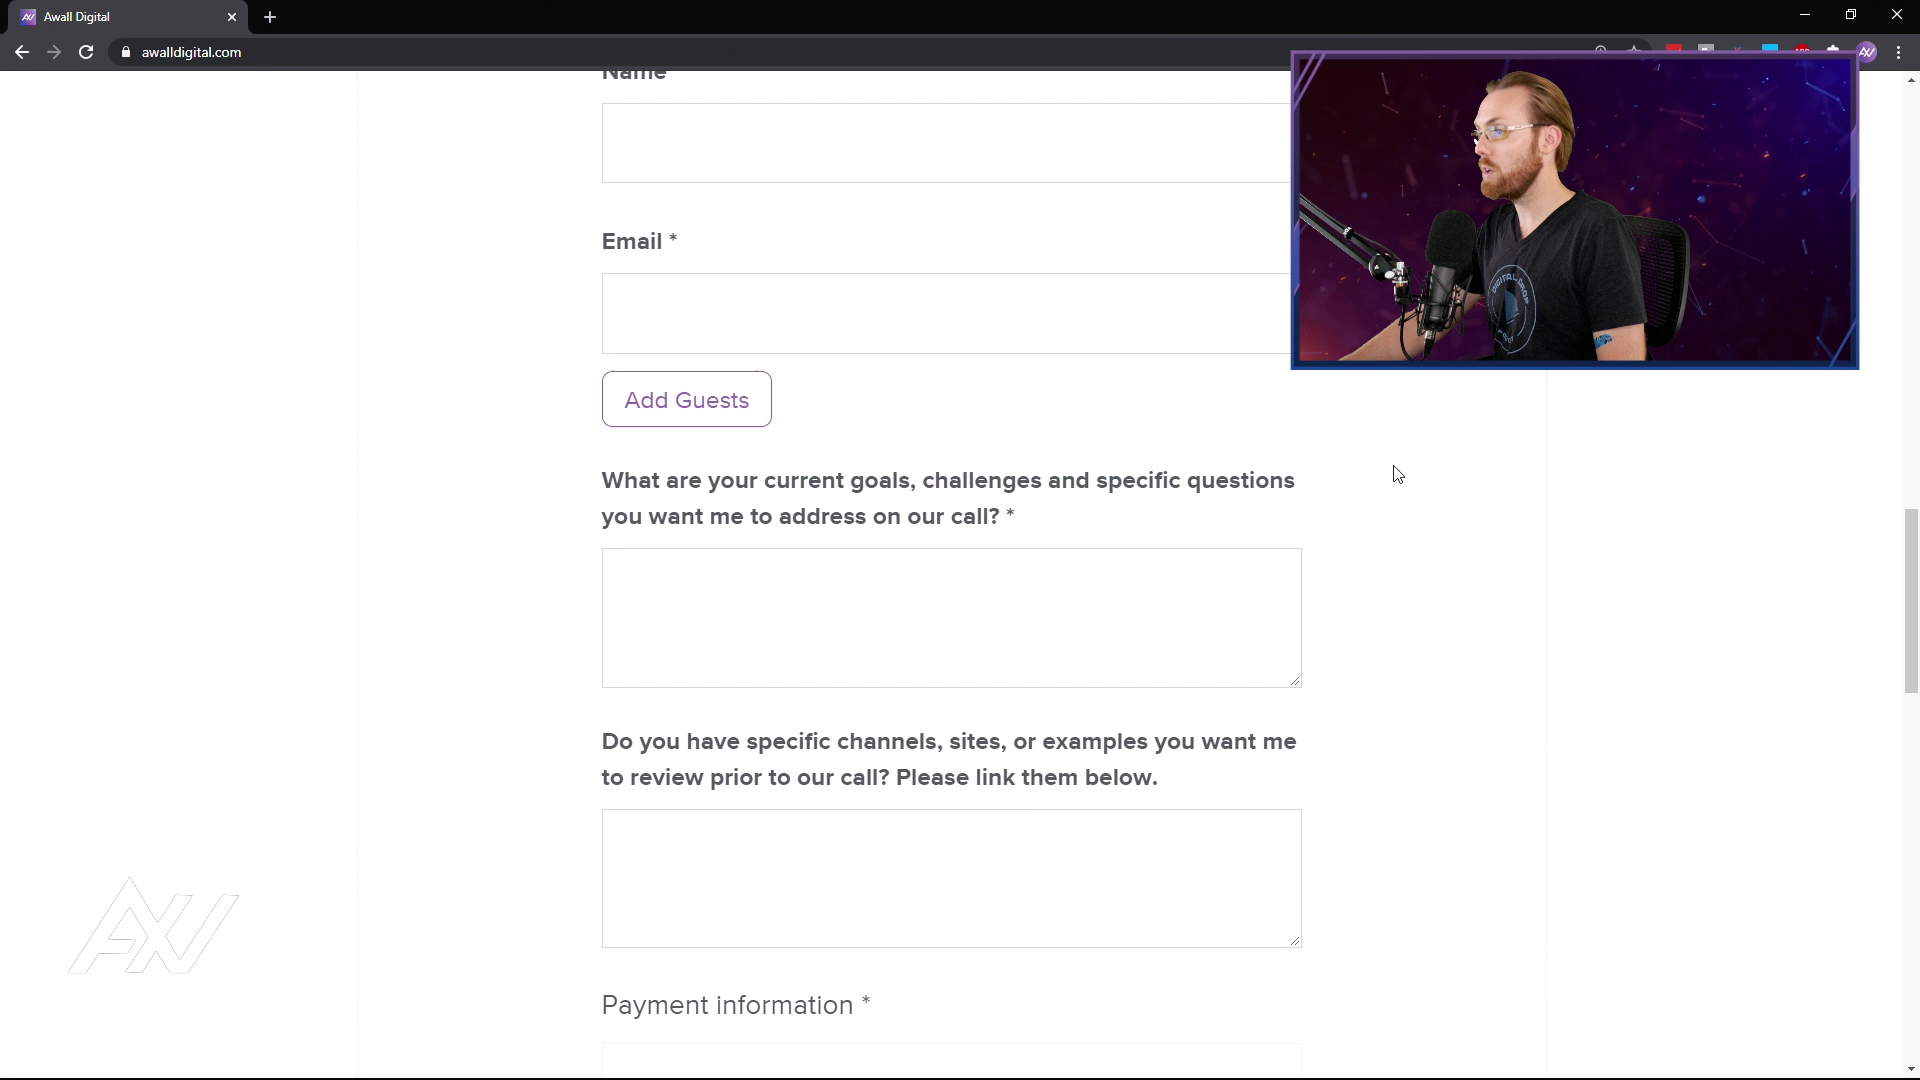 Awall Digital
awalldigital.com
Name
Email *
Add Guests
What are your current goals, challenges and specific questions
you want me to address on our call? *
Do you have specific channels, sites, or examples you want me
to review prior to our call? Please link them below.
Payment information *
DIGITAL DROP